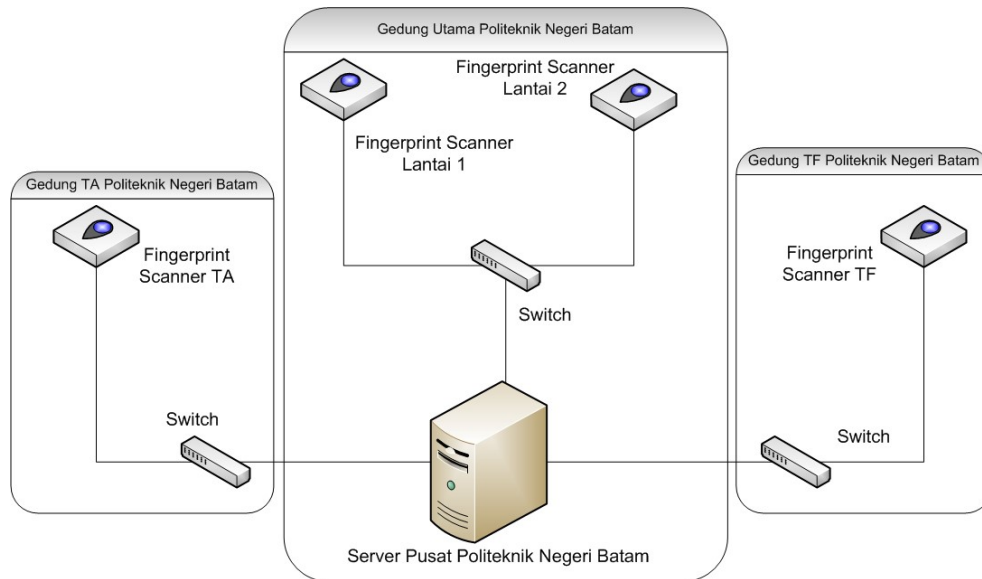 Gedung Utama Politeknik Negeri Batam
Fingerprint Scanner
Lantai 2
Fingerprint Scanner
Lantai 1
Gedung TA Politeknik Negeri Batam
Fingerprint
Scanner TA
Switch
Gedung TF Politeknik Negeri Batam
Fingerprint
Scanner TF
Switch
Switch
Server Pusat Politeknik Negeri Batam